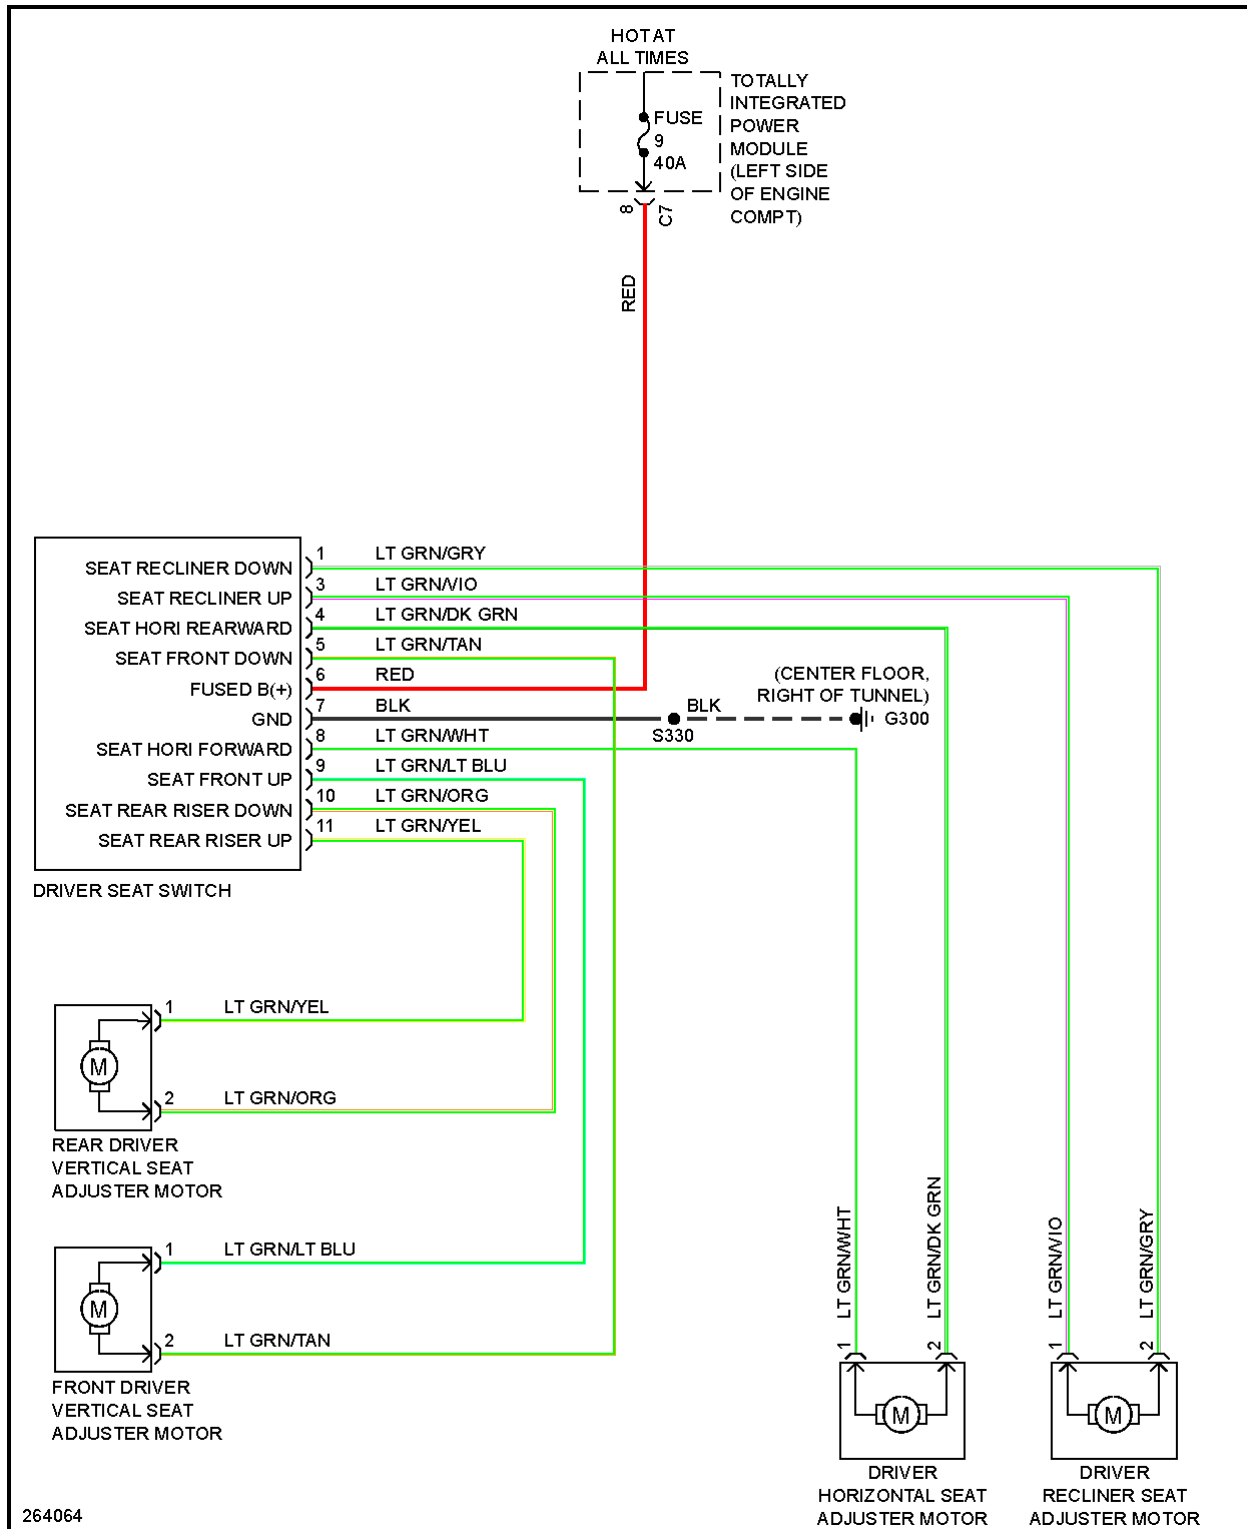 HOT AT
ALL TIMES
TOTALLY
INTEGRATED
POWER
MODULE
(LEFT SIDE
OF ENGINE
COMPT)
FUSE
9
40A
8
C7
RED
SEAT RECLINER DOWN
1
LT GRN/GRY
SEAT RECLINER UP
3
LT GRN/VIO
SEAT HORI REARWARD
4
LT GRN/DK GRN
SEAT FRONT DOWN
5
LT GRN/TAN
FUSED B(+)
6
RED
GND
7
BLK
SEAT HORI FORWARD
8
LT GRN/WHT
SEAT FRONT UP
9
LT GRN/LT BLU
SEAT REAR RISER DOWN
10
LT GRN/ORG
SEAT REAR RISER UP
11
LT GRN/YEL
DRIVER SEAT SWITCH
S330
BLK
(CENTER FLOOR,
RIGHT OF TUNNEL)
G300
1
LT GRN/YEL
M
2
LT GRN/ORG
REAR DRIVER
VERTICAL SEAT
ADJUSTER MOTOR
1
LT GRN/LT BLU
M
2
LT GRN/TAN
FRONT DRIVER
VERTICAL SEAT
ADJUSTER MOTOR
LT GRN/WHT
1
LT GRN/DK GRN
2
M
DRIVER
HORIZONTAL SEAT
ADJUSTER MOTOR
LT GRN/VIO
1
LT GRN/GRY
2
M
DRIVER
RECLINER SEAT
ADJUSTER MOTOR
264064